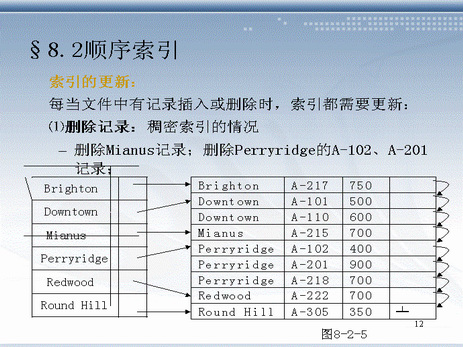 §8.2顺序索引
索引的更新：
每当文件中有记录插入或删除时，索引都需要更新：
⑴删除记录：稠密索引的情况
– 删除Mianus记录；删除Perryridge的A-102、A-201
记录；
Brighton
Downtown
Mianus
Perryridge
Redwood
Round Hill
Brighton A-217 750
Downtown A-101 500
Downtown A-110 600
Mianus A-215 700
Perryridge A-102 400
Perryridge A-201 900
Perryridge A-218 700
Redwood A-222 700
Round Hill A-305 350
12
图8-2-5